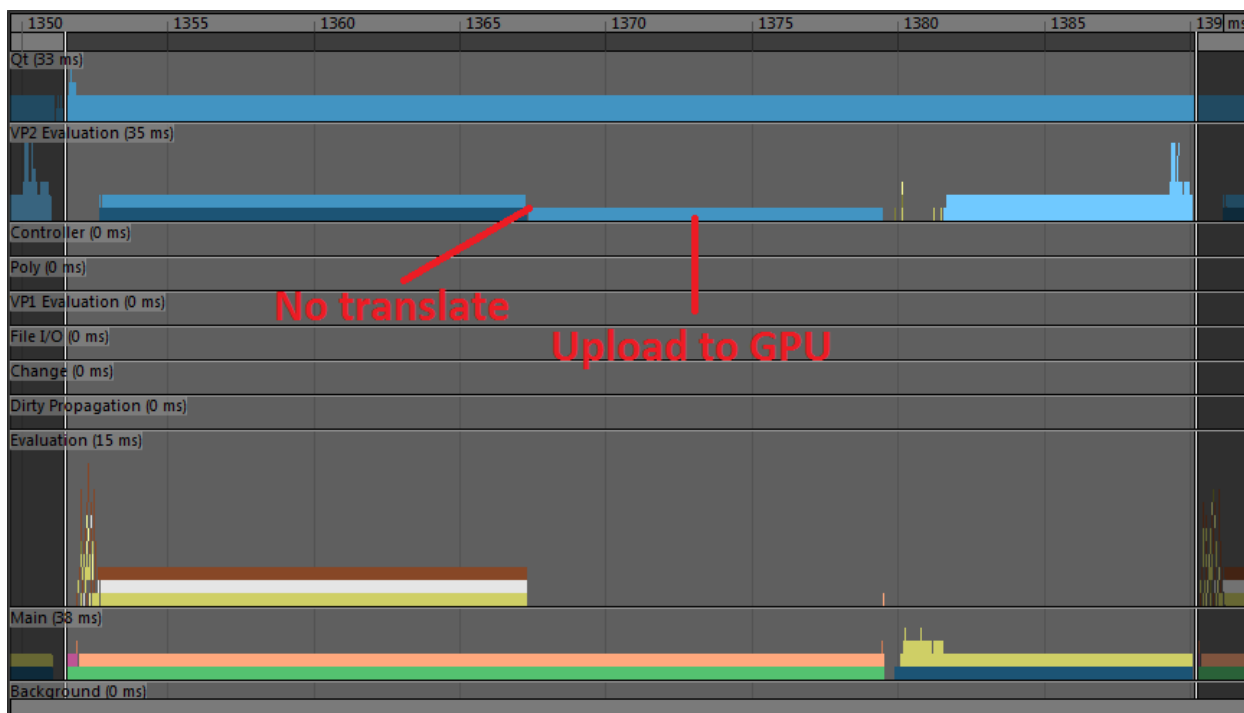 1350 1355 1360 1365 1370 1375 1380 1385 139 ms
Qt (33 ms)
VP2 Evaluation (35 ms)
Controller (0 ms)
Poly (0 ms)
No translate
VP1 Evaluation (0 ms)
File I/O (0 ms)
Upload to GPU
Change (0 ms)
Dirty Propagation (0 ms)
Evaluation (15 ms)
Main (38 ms)
Background (0 ms)